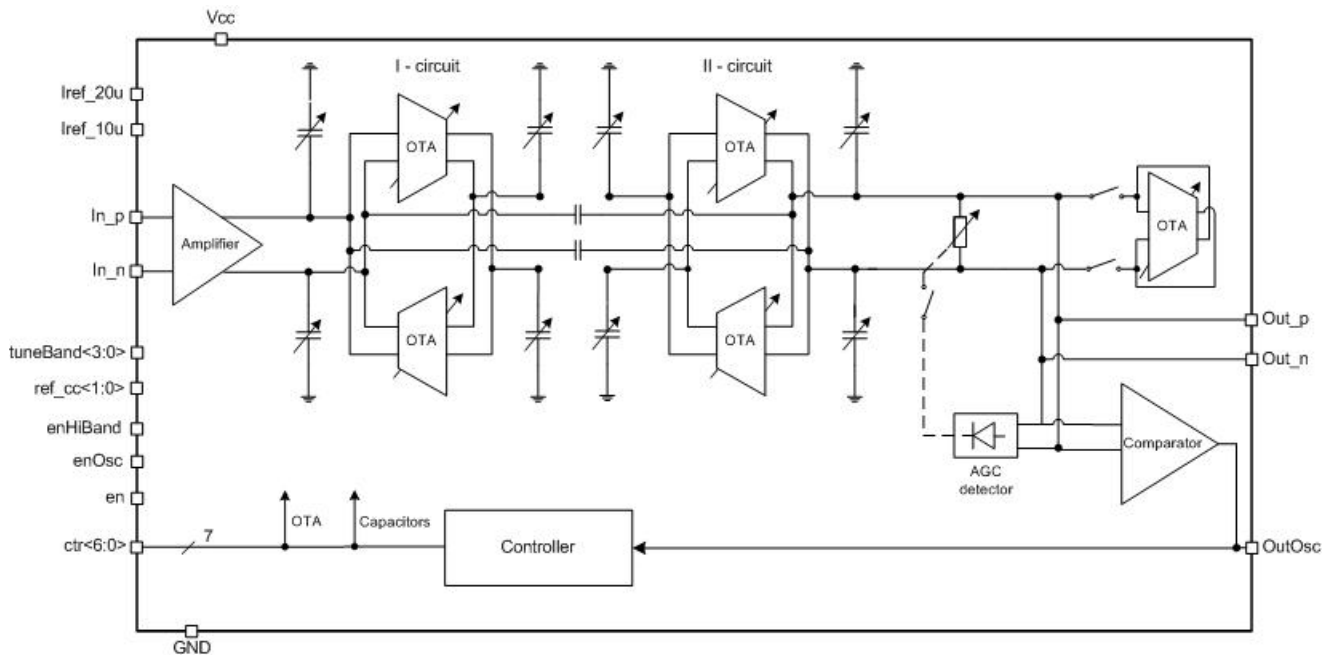 Vcc
I - circuit
II - circuit
Iref_20u
Iref_10u
OTA
OTA
OTA
In_p
Amplifier
In_n
Out_p
OTA
OTA
tuneBand<3:0>
Out_n
ref_cc<1:0>
enHiBand
Comparator
enOsc
AGC
detector
en
OTA
Capacitors
7
ctr<6:0>
Controller
OutOsc
GND